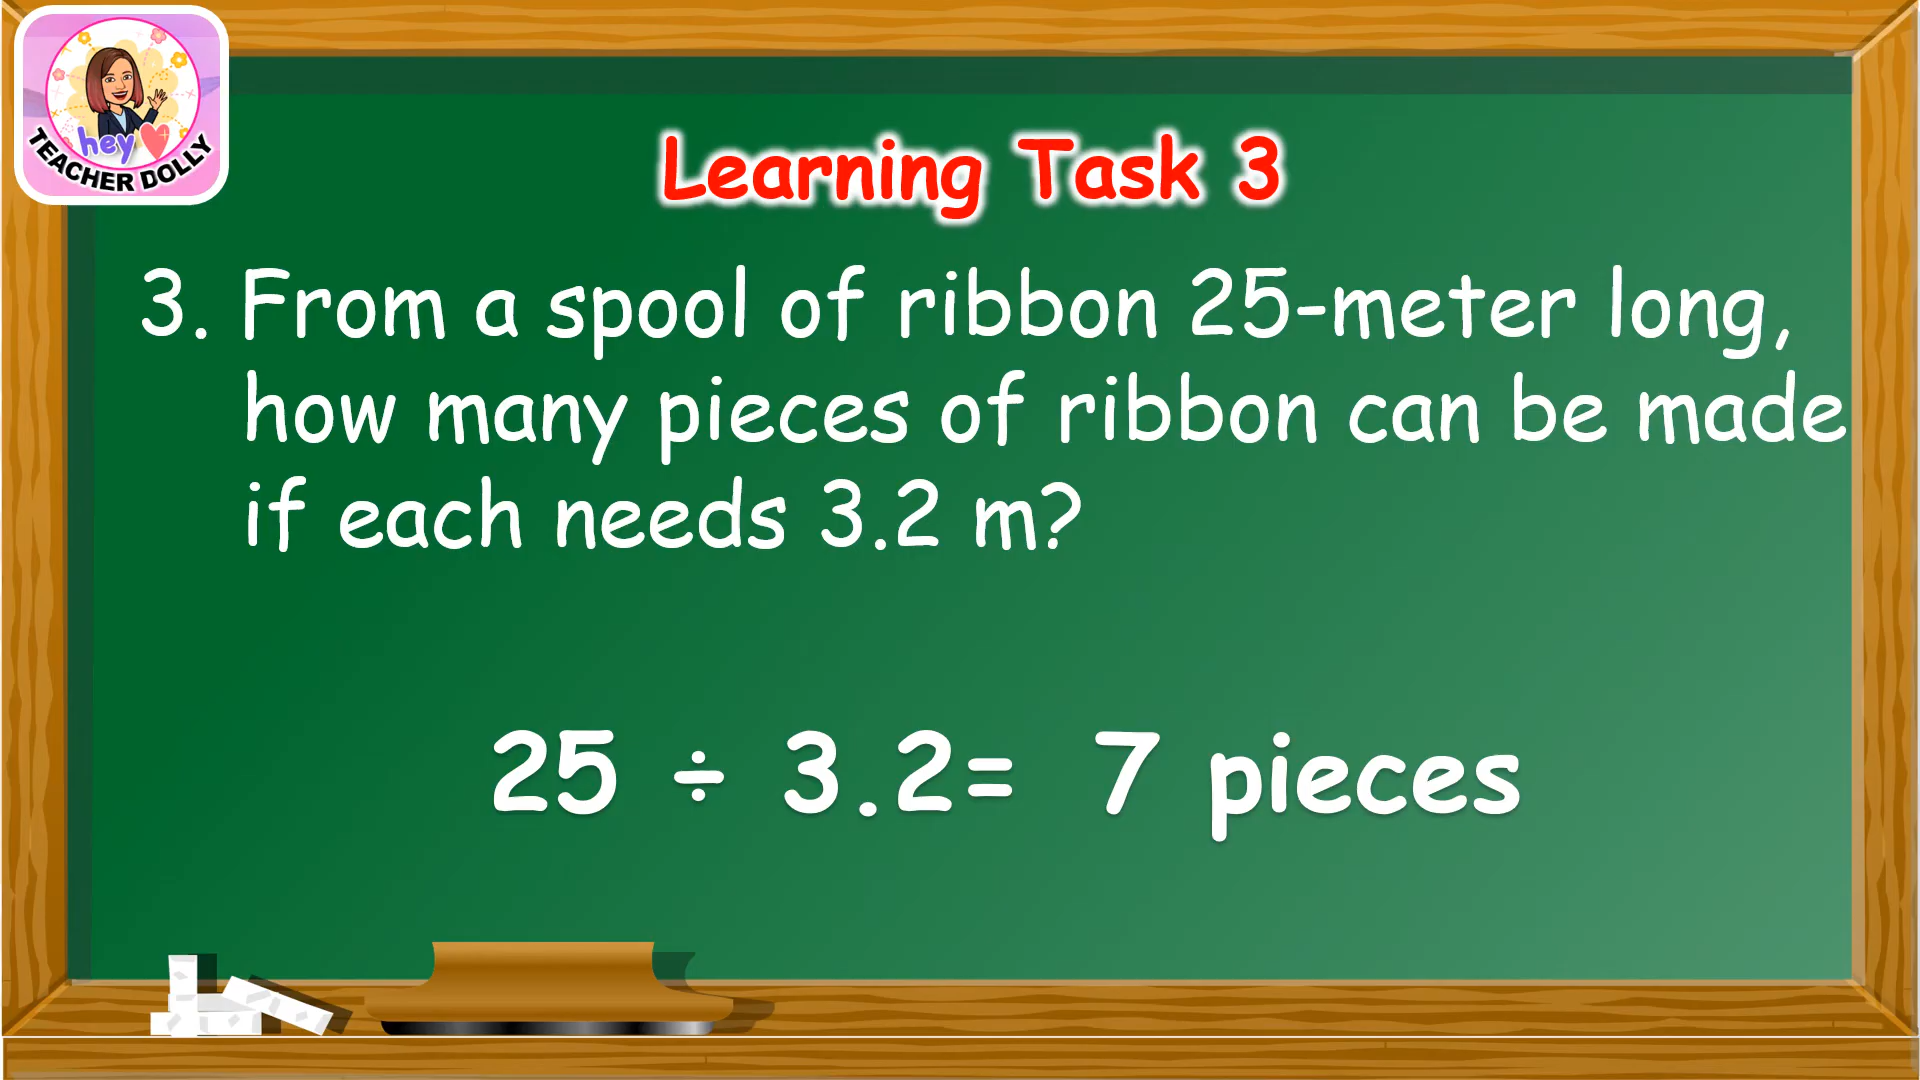 hey
TEACHER DOLLY
Learning Task 3
3. From a spool of ribbon 25-meter long,
how many pieces of ribbon can be made
if each needs 3.2 m?
25 ÷ 3.2= 7 pieces